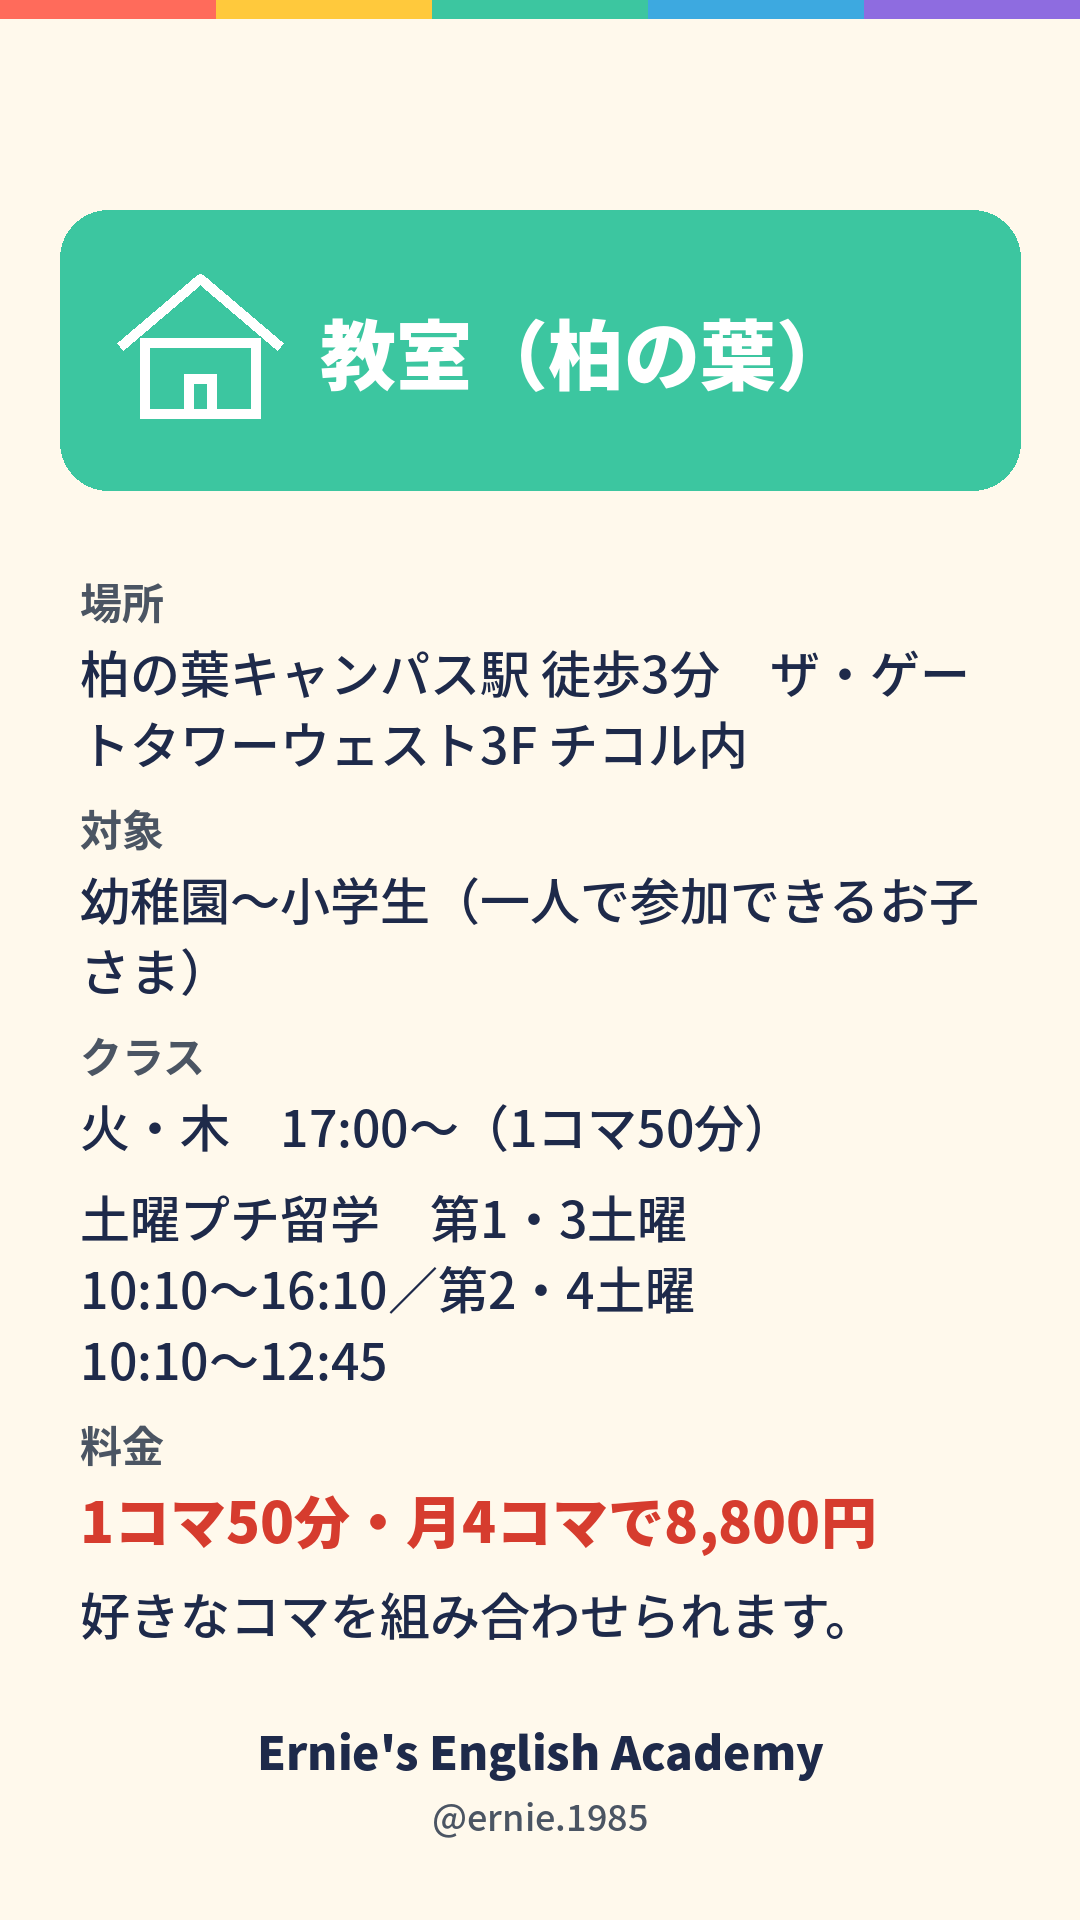 教室（柏の葉）
場所
柏の葉キャンパス駅 徒歩3分　ザ・ゲー
トタワーウェスト3F チコル内
対象
幼稚園〜小学生（一人で参加できるお子
さま）
クラス
火・木　17:00〜（1コマ50分）
土曜プチ留学　第1・3土曜
10:10〜16:10／第2・4土曜
10:10〜12:45
料金
1コマ50分・月4コマで8,800円
好きなコマを組み合わせられます。
Ernie's English Academy
@ernie.1985